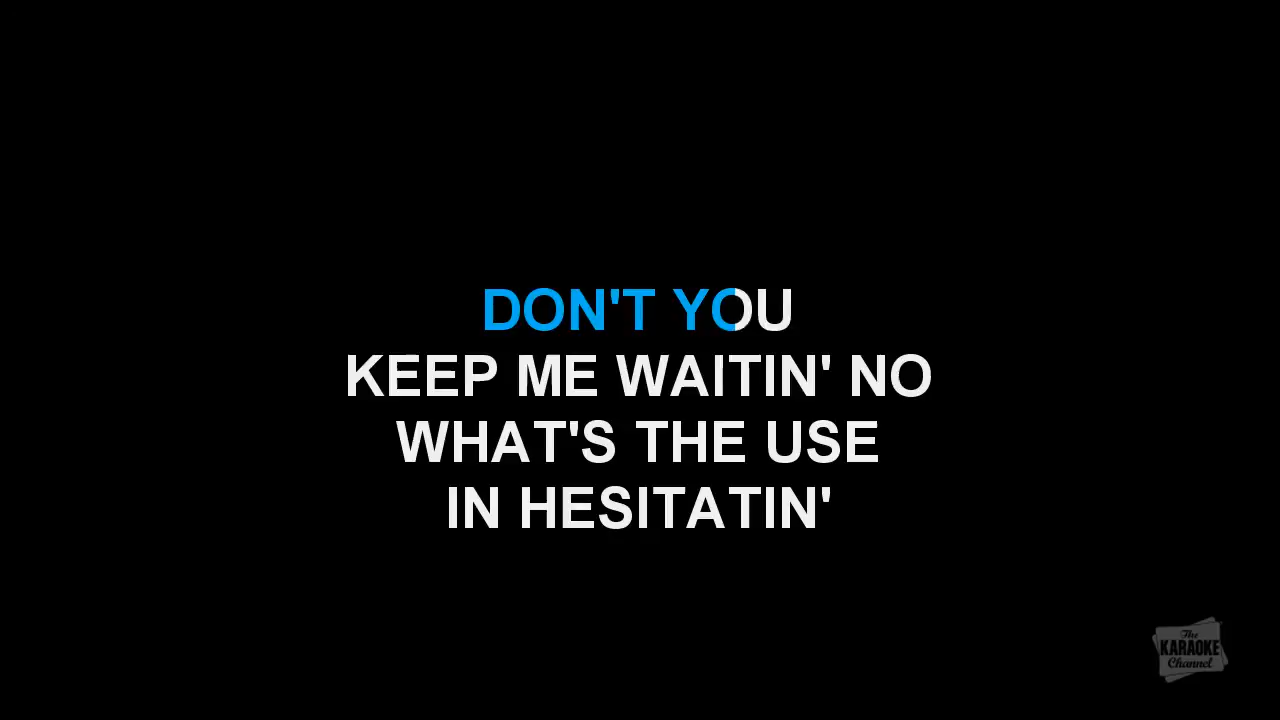 DON'T YOU
KEEP ME WAITIN' NO
WHAT'S THE USE
IN HESITATIN'
The
KARAOKE
Channel